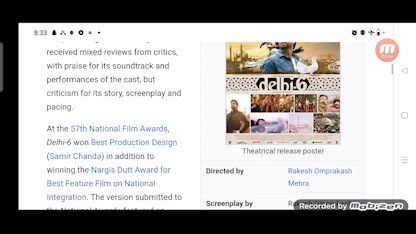 8:33
received mixed reviews from critics,
with praise for its soundtrack and
performances of the cast, but
criticism for its story, screenplay and
pacing.
At the 57th National Film Awards,
Delhi-6 won Best Production Design
(Samir Chanda) in addition to
winning the Nargis Dutt Award for
Best Feature Film on National
Integration. The version submitted to
delhi-6
Theatrical release poster
Directed by Rakesh Omprakash
Mehra
Screenplay by
Recorded by Mobizen